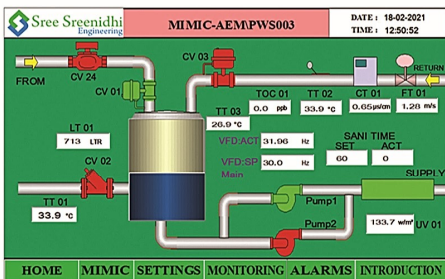 Sree Sreenidhi
Engineering
MIMIC-AEM\PWS003
DATE : 18-02-2021
TIME : 12:50:52
CV 24
FROM
CV 01
CV 03
TOC 01
0.0 ppb
TT 02
33.9 °C
CT 01
0.65µs/cm
FT 01
1.28 m/s
RETURN
TT 03
26.9 °C
LT 01
713 LTR
CV 02
TT 01
33.9 °C
VFD:ACT 31.96 Hz
VFD:SP 30.0 Hz
Main
SANI TIME
SET ACT
60 0
SUPPLY
Pump1
Pump2
133.7 w/m²
UV 01
HOME MIMIC SETTINGS MONITORING ALARMS INTRODUCTION